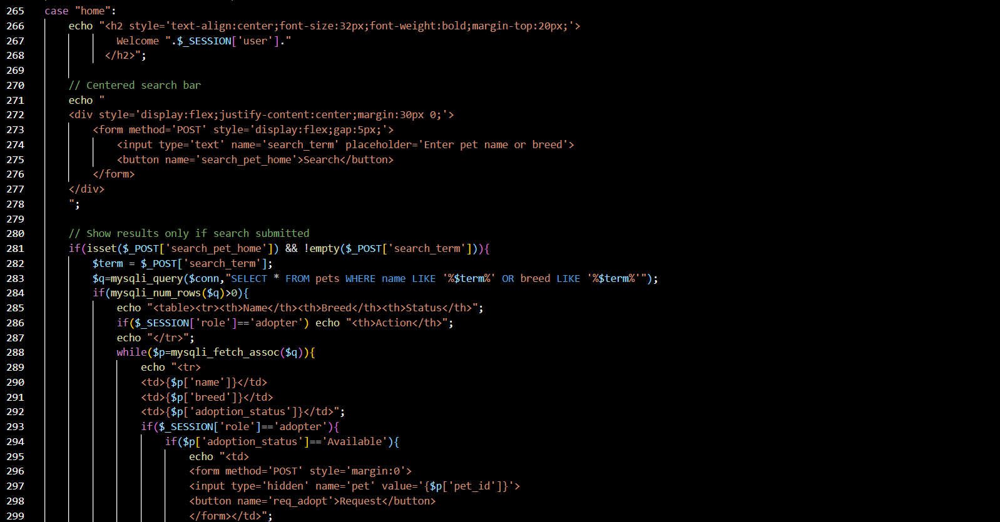 265 case "home":
266 echo "<h2 style='text-align:center;font-size:32px;font-weight:bold;margin-top:20px;'>
267 Welcome ".$_SESSION['user']."
268 </h2>";
269
270 // Centered search bar
271 echo "
272 <div style='display:flex;justify-content:center;margin:30px 0;'>
273 <form method='POST' style='display:flex;gap:5px;'>
274 <input type='text' name='search_term' placeholder='Enter pet name or breed'>
275 <button name='search_pet_home'>Search</button>
276 </form>
277 </div>
278 ";
279
280 // Show results only if search submitted
281 if(isset($_POST['search_pet_home']) && !empty($_POST['search_term'])){
282 $term = $_POST['search_term'];
283 $q=mysqli_query($conn,"SELECT * FROM pets WHERE name LIKE '%$term%' OR breed LIKE '%$term%'");
284 if(mysqli_num_rows($q)>0){
285 echo "<table><tr><th>Name</th><th>Breed</th><th>Status</th>";
286 if($_SESSION['role']=='adopter') echo "<th>Action</th>";
287 echo "</tr>";
288 while($p=mysqli_fetch_assoc($q)){
289 echo "<tr>
290 <td>{$p['name']}</td>
291 <td>{$p['breed']}</td>
292 <td>{$p['adoption_status']}</td>";
293 if($_SESSION['role']=='adopter'){
294 if($p['adoption_status']=='Available'){
295 echo "<td>
296 <form method='POST' style='margin:0'>
297 <input type='hidden' name='pet' value='{$p['pet_id']}'>
298 <button name='req_adopt'>Request</button>
299 </form></td>";